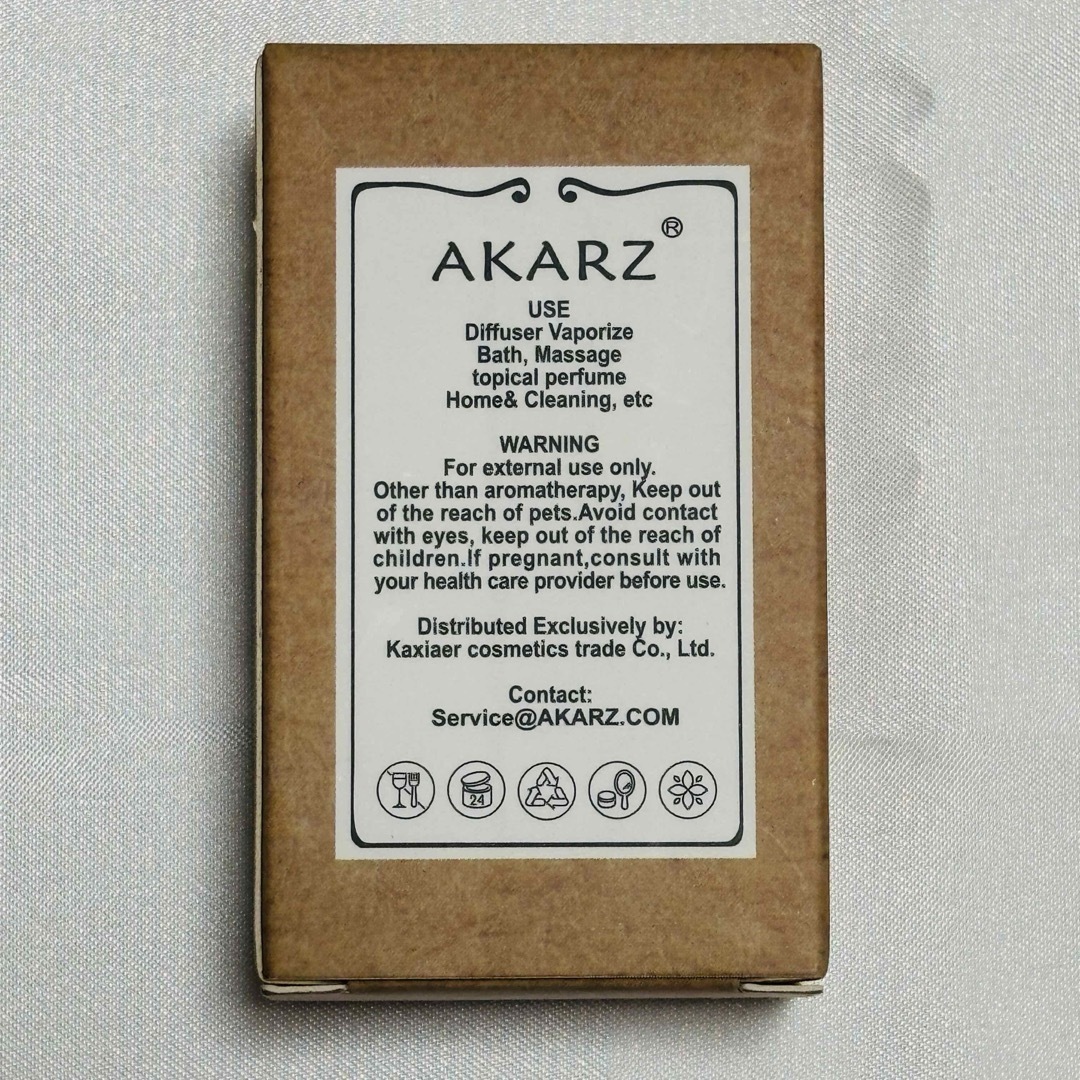 AKARZ®
USE
Diffuser Vaporize
Bath, Massage
topical perfume
Home& Cleaning, etc
WARNING
For external use only.
Other than aromatherapy, Keep out
of the reach of pets.Avoid contact
with eyes, keep out of the reach of
children.If pregnant,consult with
your health care provider before use.
Distributed Exclusively by:
Kaxiaer cosmetics trade Co., Ltd.
Contact:
Service@AKARZ.COM
24